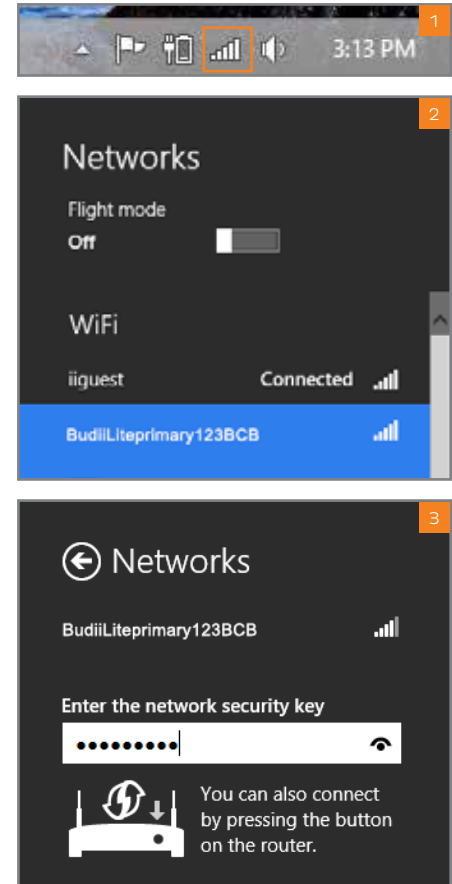 1
3:13 PM
2
Networks
Flight mode
Off
WiFi
iiguest Connected
BudiiLiteprimary123BCB
3
Networks
BudiiLiteprimary123BCB
Enter the network security key
You can also connect
by pressing the button
on the router.